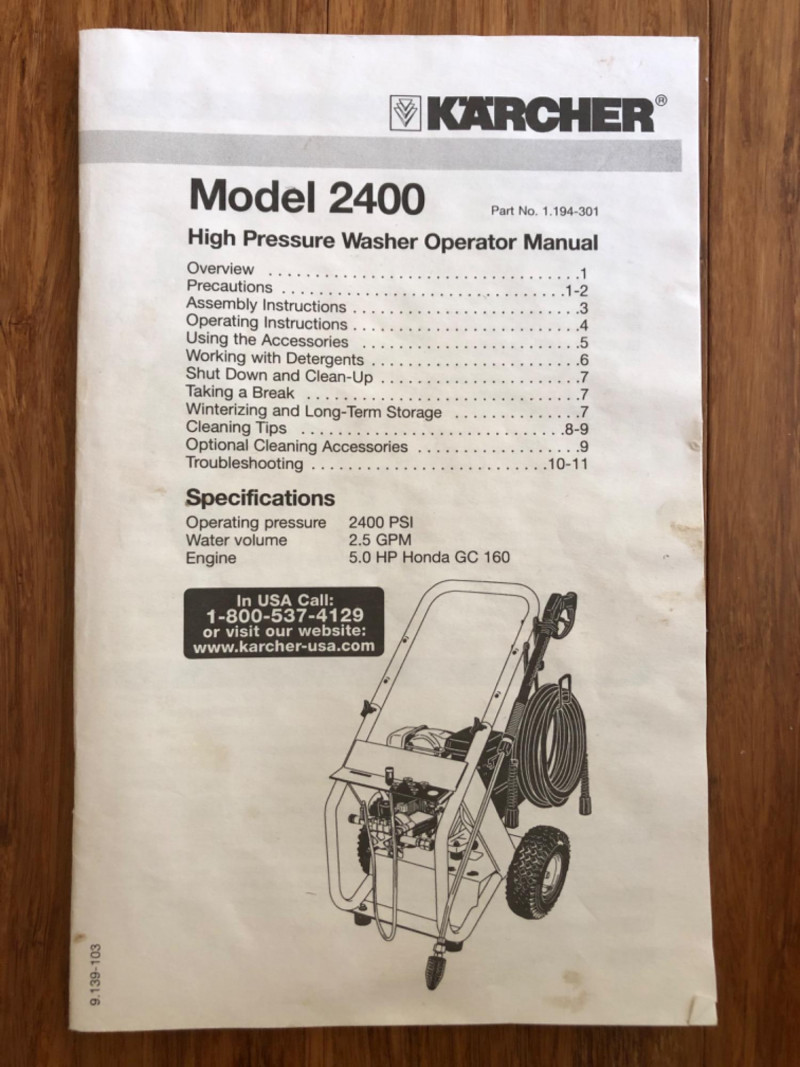 KÄRCHER®
Model 2400 Part No. 1.194-301
High Pressure Washer Operator Manual
Overview . . . . . . . . . . . . . . . . . . . . . . . . . . . . . . . . .1
Precautions . . . . . . . . . . . . . . . . . . . . . . . . . . . . . .1-2
Assembly Instructions . . . . . . . . . . . . . . . . . . . . . . . .3
Operating Instructions . . . . . . . . . . . . . . . . . . . . . . . .4
Using the Accessories . . . . . . . . . . . . . . . . . . . . . . .5
Working with Detergents . . . . . . . . . . . . . . . . . . . . . .6
Shut Down and Clean-Up . . . . . . . . . . . . . . . . . . . . .7
Taking a Break . . . . . . . . . . . . . . . . . . . . . . . . . . . . .7
Winterizing and Long-Term Storage . . . . . . . . . . . . .7
Cleaning Tips . . . . . . . . . . . . . . . . . . . . . . . . . . . .8-9
Optional Cleaning Accessories . . . . . . . . . . . . . . . . .9
Troubleshooting . . . . . . . . . . . . . . . . . . . . . . . . .10-11
Specifications
Operating pressure 2400 PSI
Water volume 2.5 GPM
Engine 5.0 HP Honda GC 160
In USA Call:
1-800-537-4129
or visit our website:
www.karcher-usa.com
9.139-103